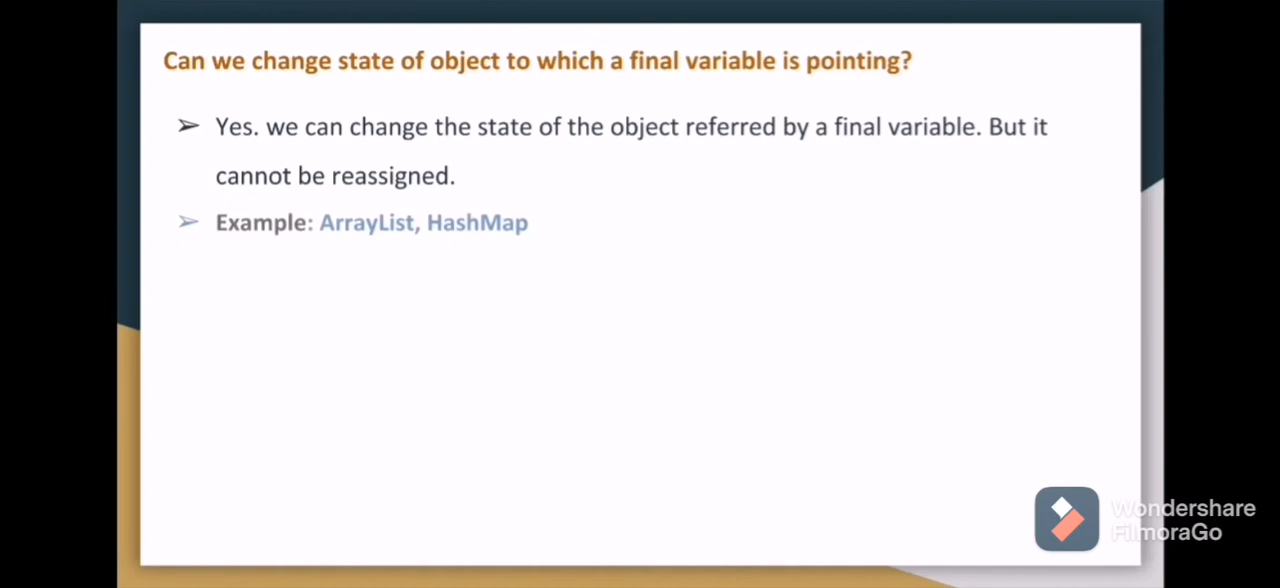 Can we change state of object to which a final variable is pointing?
➢ Yes. we can change the state of the object referred by a final variable. But it
cannot be reassigned.
➢ Example: ArrayList, HashMap
Wondershare
FilmoraGo